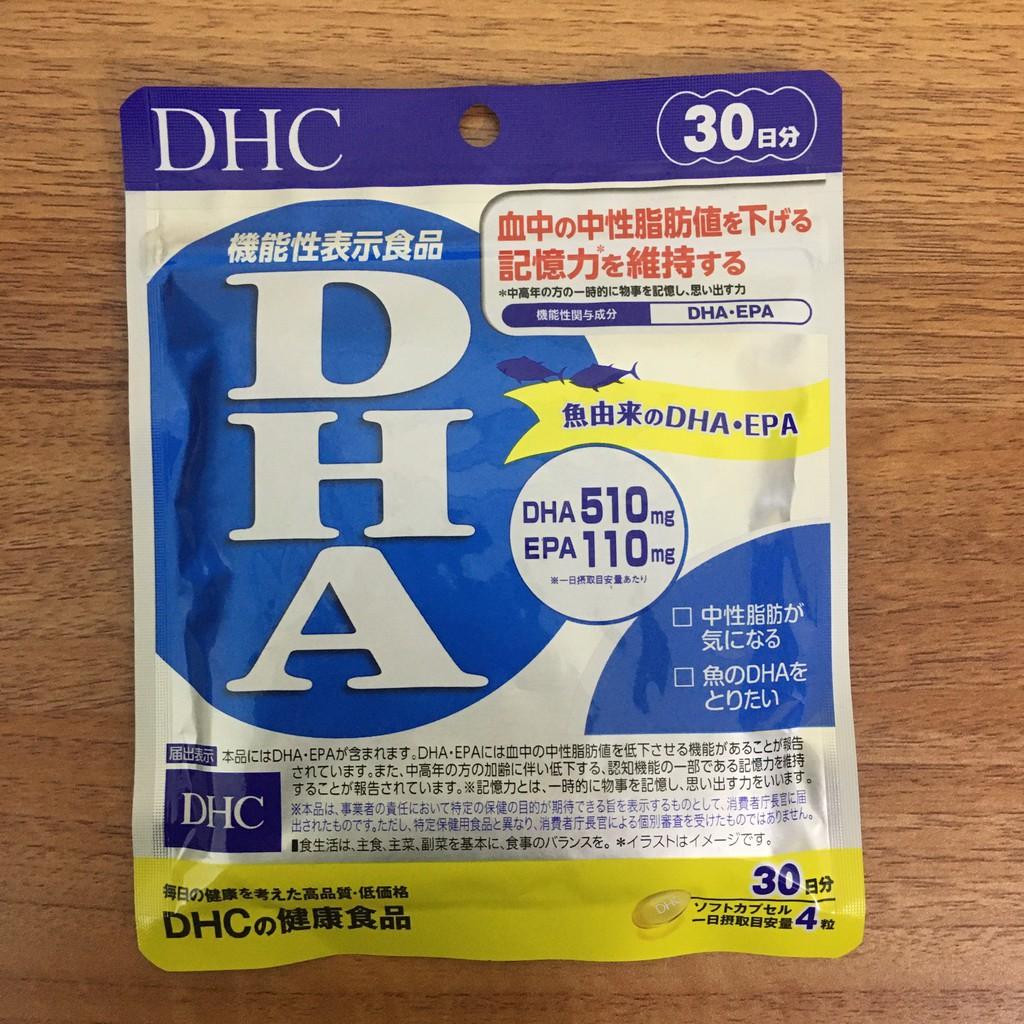 DHC
30日分
機能性表示食品
DHA
血中の中性脂肪値を下げる
記憶力*を維持する
*中高年の方の一時的に物事を記憶し、思い出す力
機能性関与成分 DHA・EPA
魚由来のDHA・EPA
DHA 510mg
EPA 110mg
※一日摂取目安量あたり
□ 中性脂肪が
気になる
□ 魚のDHAを
とりたい
届出表示 本品にはDHA・EPAが含まれます。DHA・EPAには血中の中性脂肪値を低下させる機能があることが報告
されています。また、中高年の方の加齢に伴い低下する、認知機能の一部である記憶力を維持
することが報告されています。※記憶力とは、一時的に物事を記憶し、思い出す力をいいます。
DHC
※本品は、事業者の責任において特定の保健の目的が期待できる旨を表示するものとして、消費者庁長官に届
出されたものです。ただし、特定保健用食品と異なり、消費者庁長官による個別審査を受けたものではありません。
▮食生活は、主食、主菜、副菜を基本に、食事のバランスを。 *イラストはイメージです。
毎日の健康を考えた高品質・低価格
DHCの健康食品
DHC
30日分
ソフトカプセル
一日摂取目安量4粒